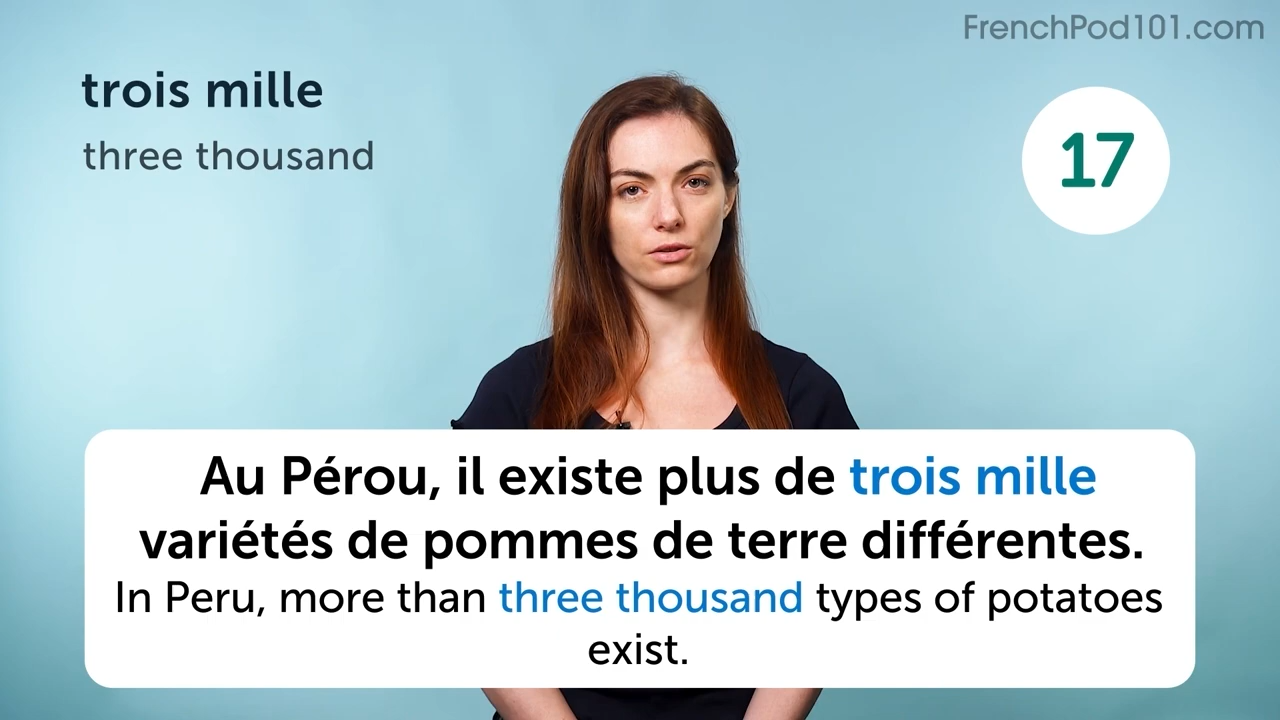 FrenchPod101.com
trois mille
three thousand
17
Au Pérou, il existe plus de trois mille
variétés de pommes de terre différentes.
In Peru, more than three thousand types of potatoes
exist.